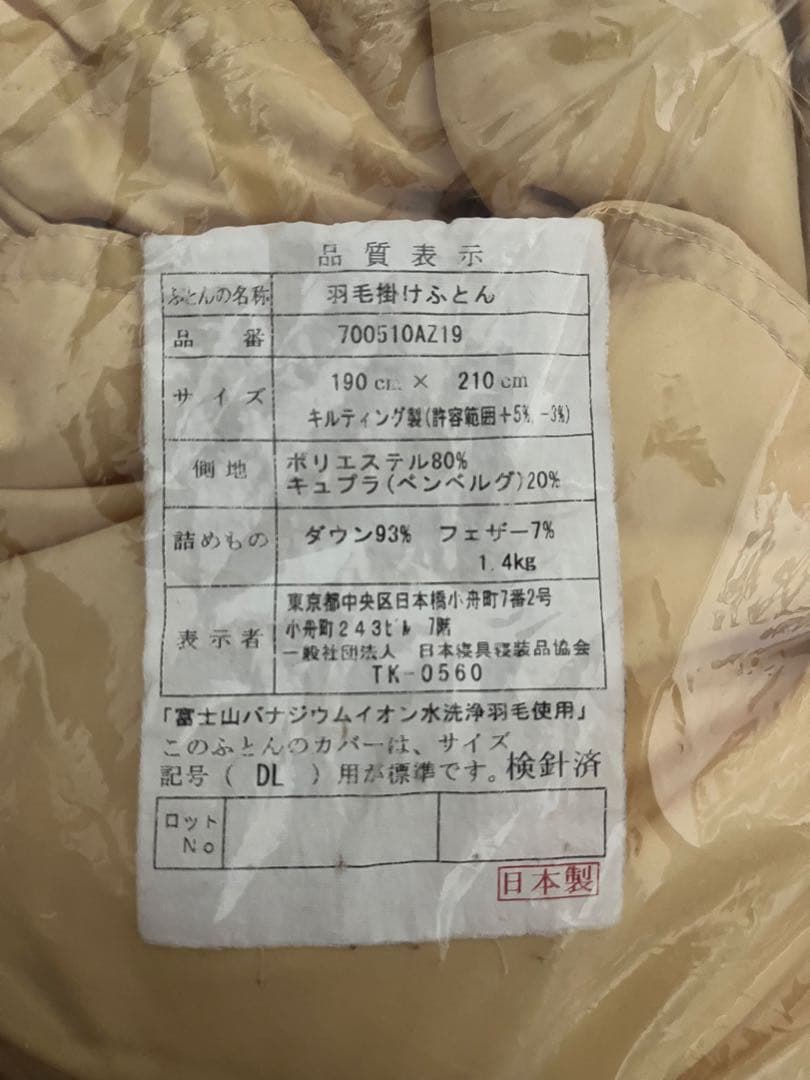 品質表示
ふとんの名称 羽毛掛けふとん
品番 700510AZ19
サイズ 190cm × 210cm
キルティング製(許容範囲+5%,-3%)
側地 ポリエステル80%
キュプラ(ベンベルグ)20%
詰めもの ダウン93% フェザー7%
1.4kg
表示者 東京都中央区日本橋小舟町7番2号
小舟町243ビル 7階
一般社団法人 日本寝具寝装品協会
TK-0560
「富士山バナジウムイオン水洗浄羽毛使用」
このふとんのカバーは、サイズ
記号( DL )用が標準です。検針済
ロット
No
日本製